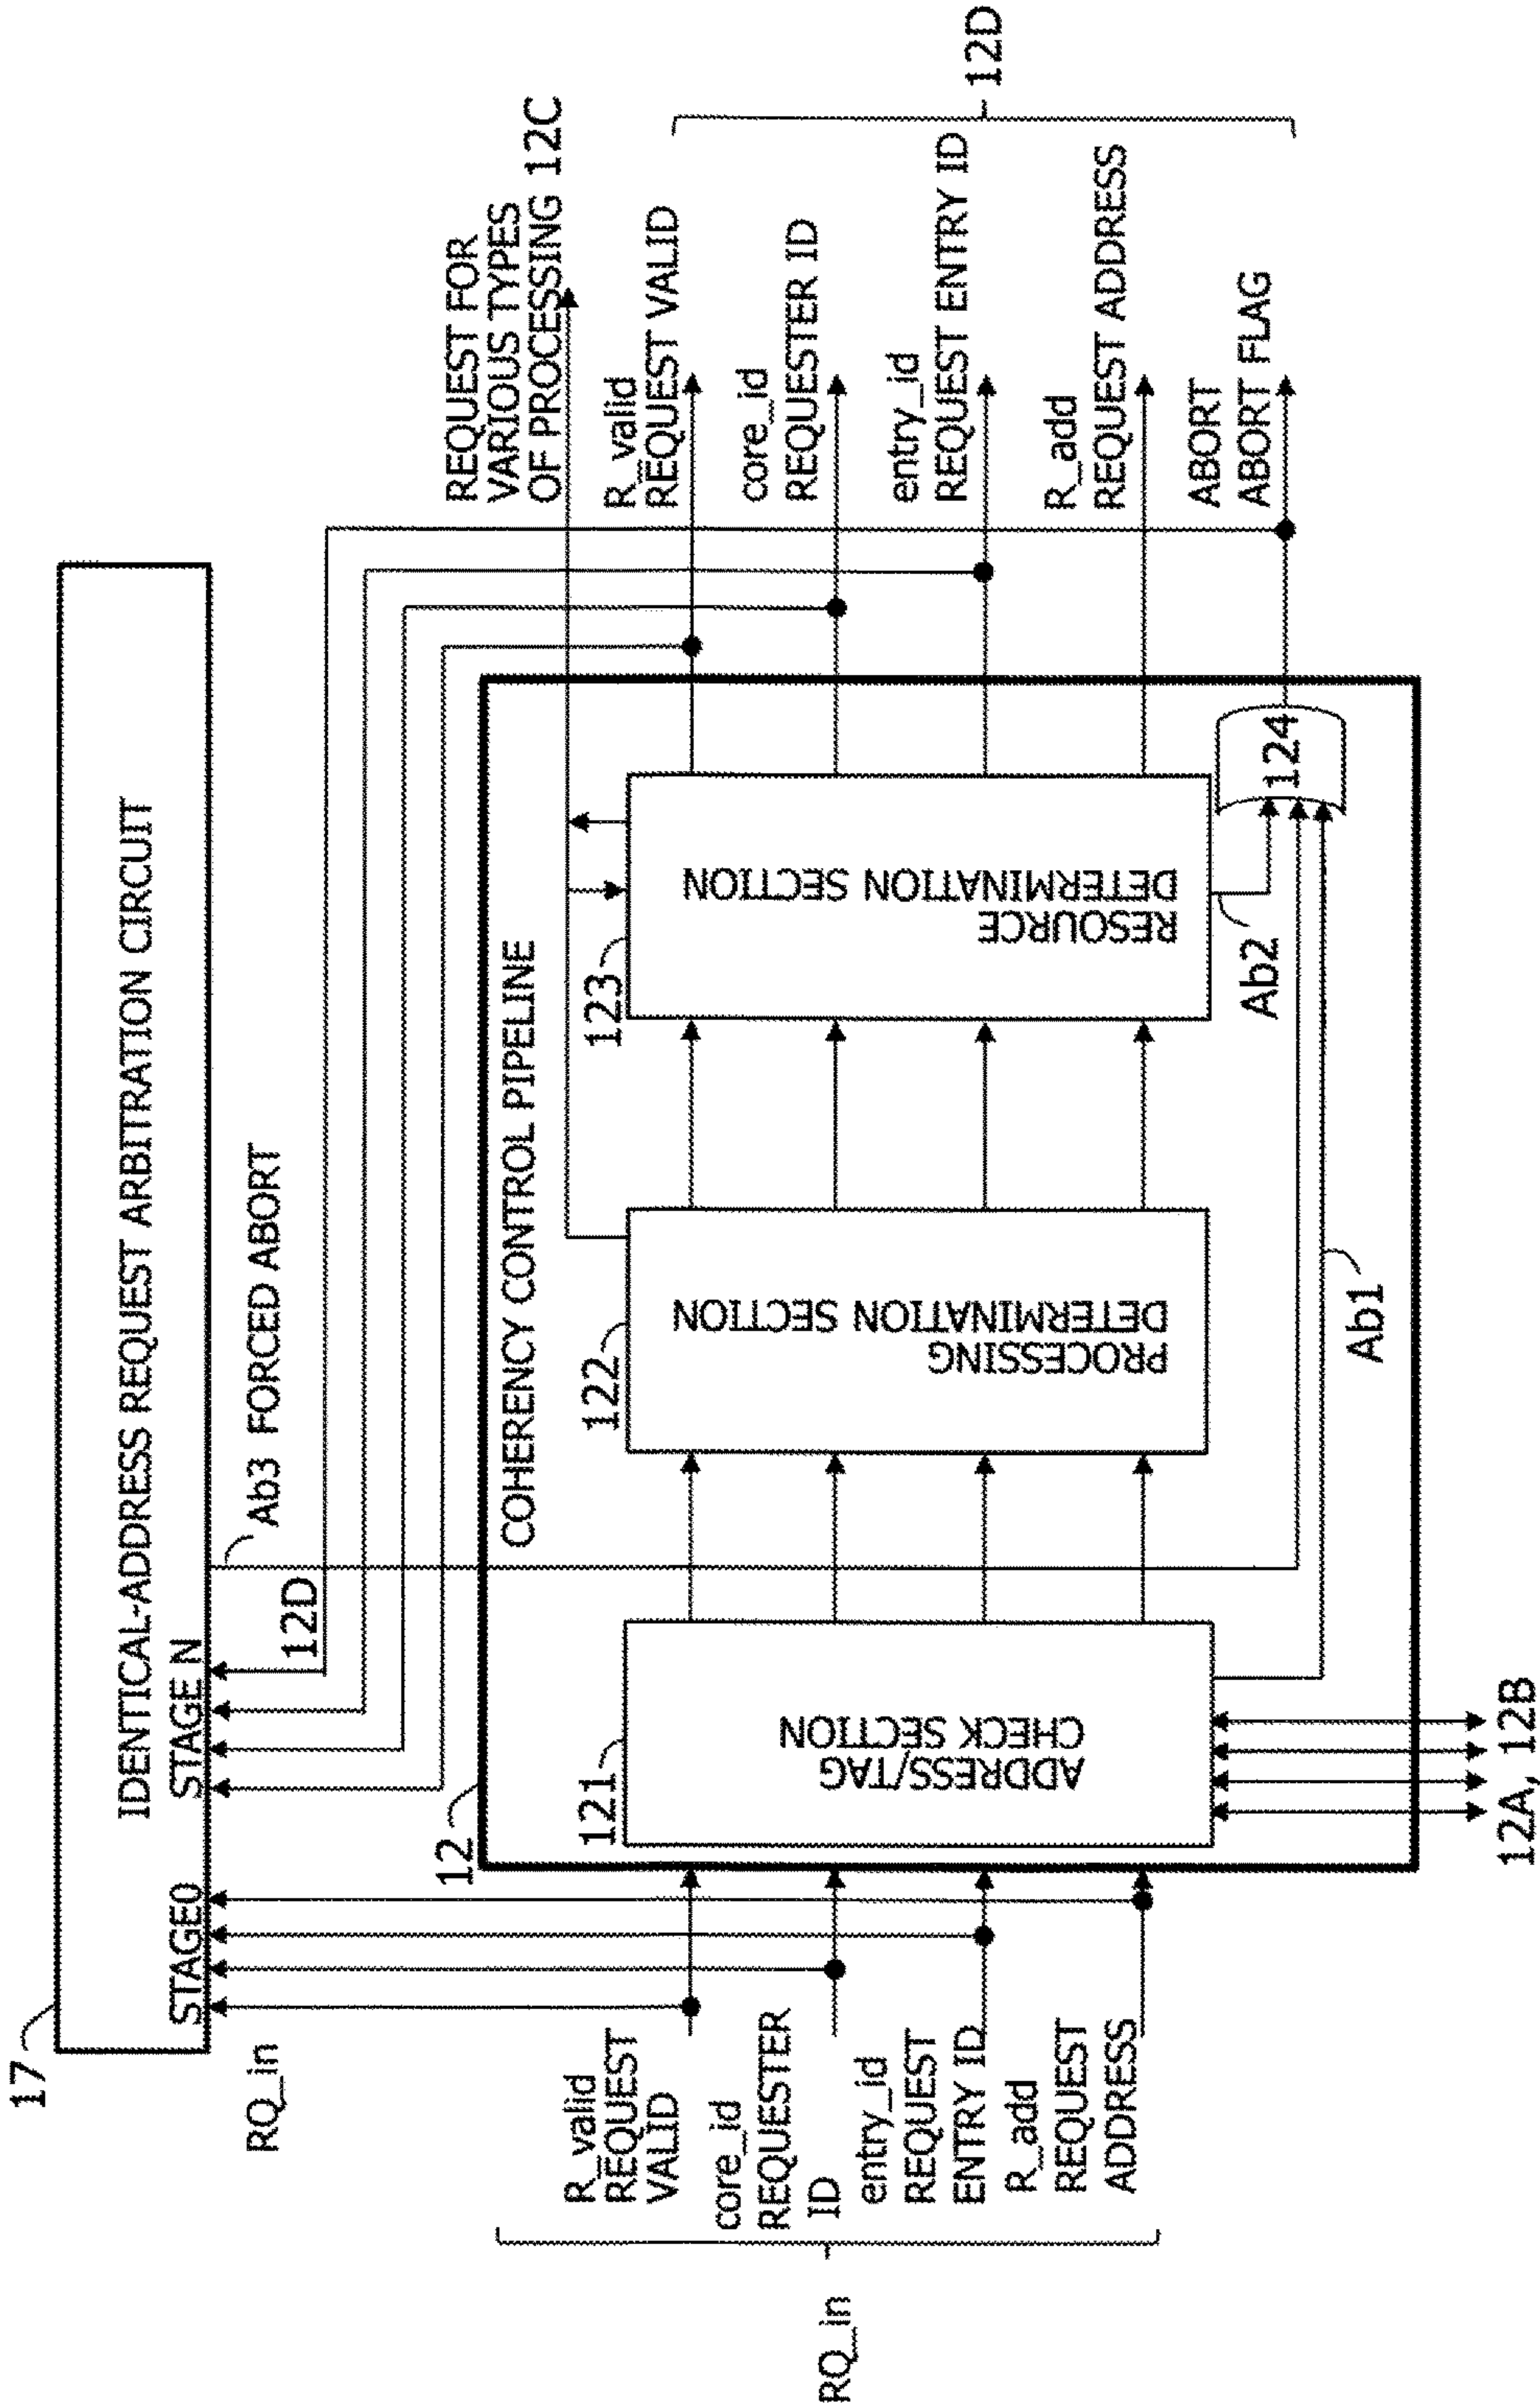 17
IDENTICAL-ADDRESS REQUEST ARBITRATION CIRCUIT
STAGE0
STAGE N
RQ_in
12D
Ab3 FORCED ABORT
REQUEST FOR
VARIOUS TYPES
OF PROCESSING 12C
12
COHERENCY CONTROL PIPELINE
RQ_in
R_valid
REQUEST
VALID
core_id
REQUESTER
ID
entry_id
REQUEST
ENTRY ID
R_add
REQUEST
ADDRESS
121
ADDRESS/TAG
CHECK SECTION
122
PROCESSING
DETERMINATION SECTION
123
RESOURCE
DETERMINATION SECTION
124
Ab1
Ab2
12A, 12B
R_valid
REQUEST VALID
core_id
REQUESTER ID
entry_id
REQUEST ENTRY ID
R_add
REQUEST ADDRESS
ABORT
ABORT FLAG
12D